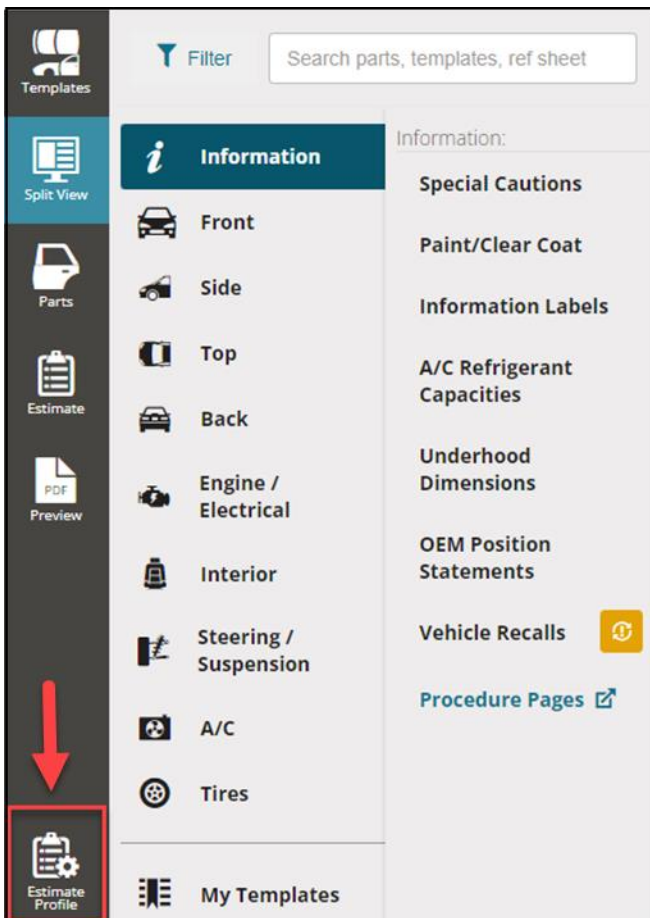 Templates
Split View
Parts
Estimate
PDF
Preview
Estimate
Profile
Filter
Search parts, templates, ref sheet
i Information
Front
Side
Top
Back
Engine /
Electrical
Interior
Steering /
Suspension
A/C
Tires
My Templates
Information:
Special Cautions
Paint/Clear Coat
Information Labels
A/C Refrigerant
Capacities
Underhood
Dimensions
OEM Position
Statements
Vehicle Recalls
Procedure Pages